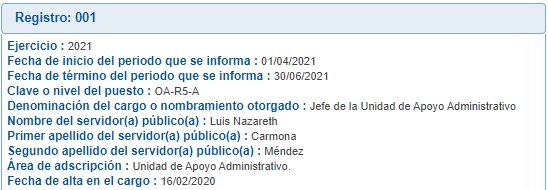 Registro: 001
Ejercicio : 2021
Fecha de inicio del periodo que se informa : 01/04/2021
Fecha de término del periodo que se informa : 30/06/2021
Clave o nivel del puesto : OA-R5-A
Denominación del cargo o nombramiento otorgado : Jefe de la Unidad de Apoyo Administrativo
Nombre del servidor(a) público(a) : Luis Nazareth
Primer apellido del servidor(a) público(a) : Carmona
Segundo apellido del servidor(a) público(a) : Méndez
Área de adscripción : Unidad de Apoyo Administrativo.
Fecha de alta en el cargo : 16/02/2020